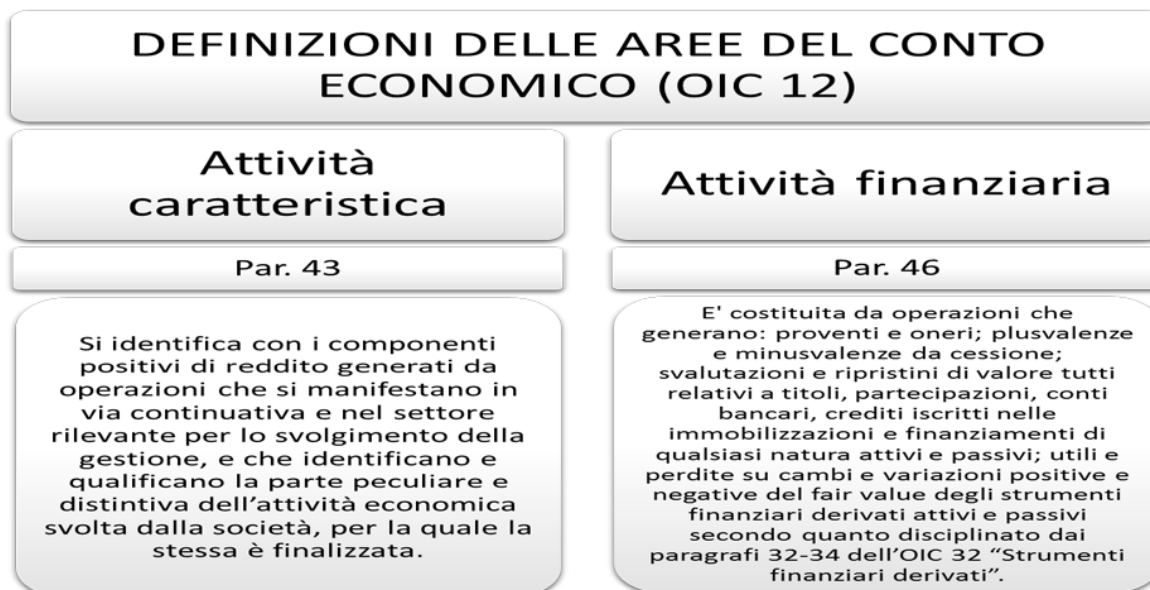 DEFINIZIONI DELLE AREE DEL CONTO
ECONOMICO (OIC 12)
Attività
caratteristica
Par. 43
Si identifica con i componenti
positivi di reddito generati da
operazioni che si manifestano in
via continuativa e nel settore
rilevante per lo svolgimento della
gestione, e che identificano e
qualificano la parte peculiare e
distintiva dell’attività economica
svolta dalla società, per la quale la
stessa è finalizzata.
Attività finanziaria
Par. 46
E' costituita da operazioni che
generano: proventi e oneri; plusvalenze
e minusvalenze da cessione;
svalutazioni e ripristini di valore tutti
relativi a titoli, partecipazioni, conti
bancari, crediti iscritti nelle
immobilizzazioni e finanziamenti di
qualsiasi natura attivi e passivi; utili e
perdite su cambi e variazioni positive e
negative del fair value degli strumenti
finanziari derivati attivi e passivi
secondo quanto disciplinato dai
paragrafi 32-34 dell’OIC 32 “Strumenti
finanziari derivati”.